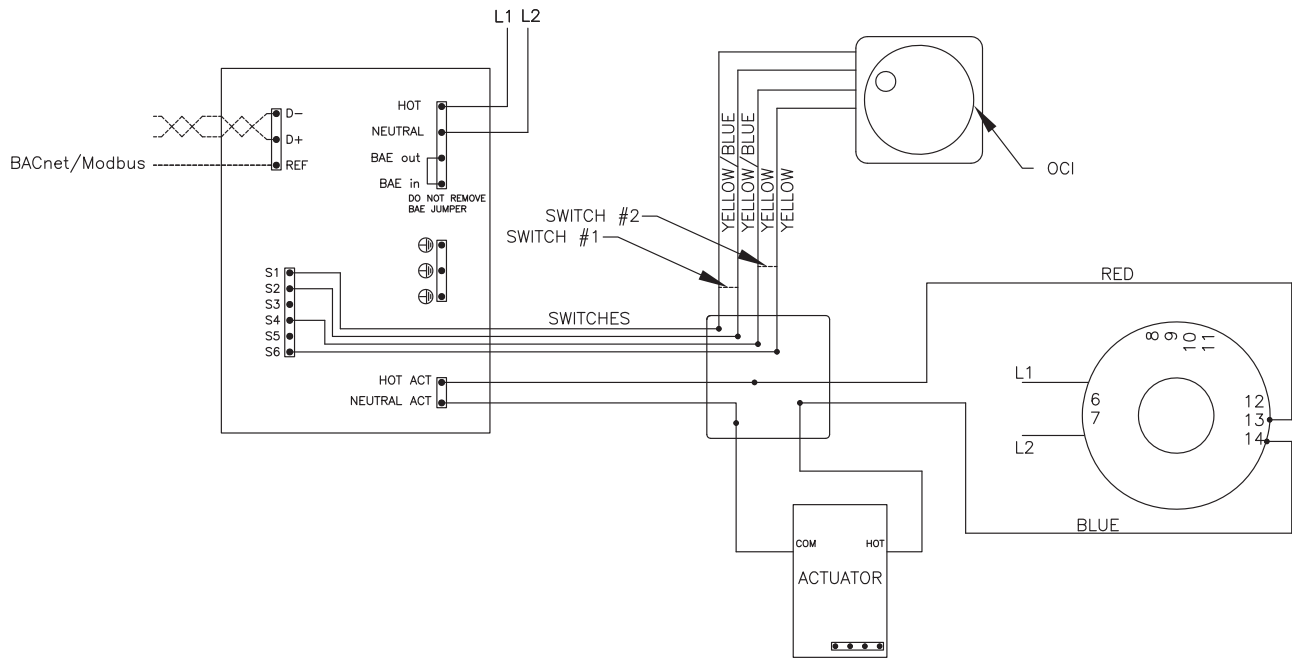 L1 L2
D-
D+
REF
BACnet/Modbus
HOT
NEUTRAL
BAE out
BAE in
DO NOT REMOVE
BAE JUMPER
S1
S2
S3
S4
S5
S6
HOT ACT
NEUTRAL ACT
SWITCHES
SWITCH #2
SWITCH #1
YELLOW/BLUE
YELLOW/BLUE
YELLOW
YELLOW
OCI
RED
L1
L2
6
7
8
9
10
11
12
13
14
BLUE
COM
HOT
ACTUATOR